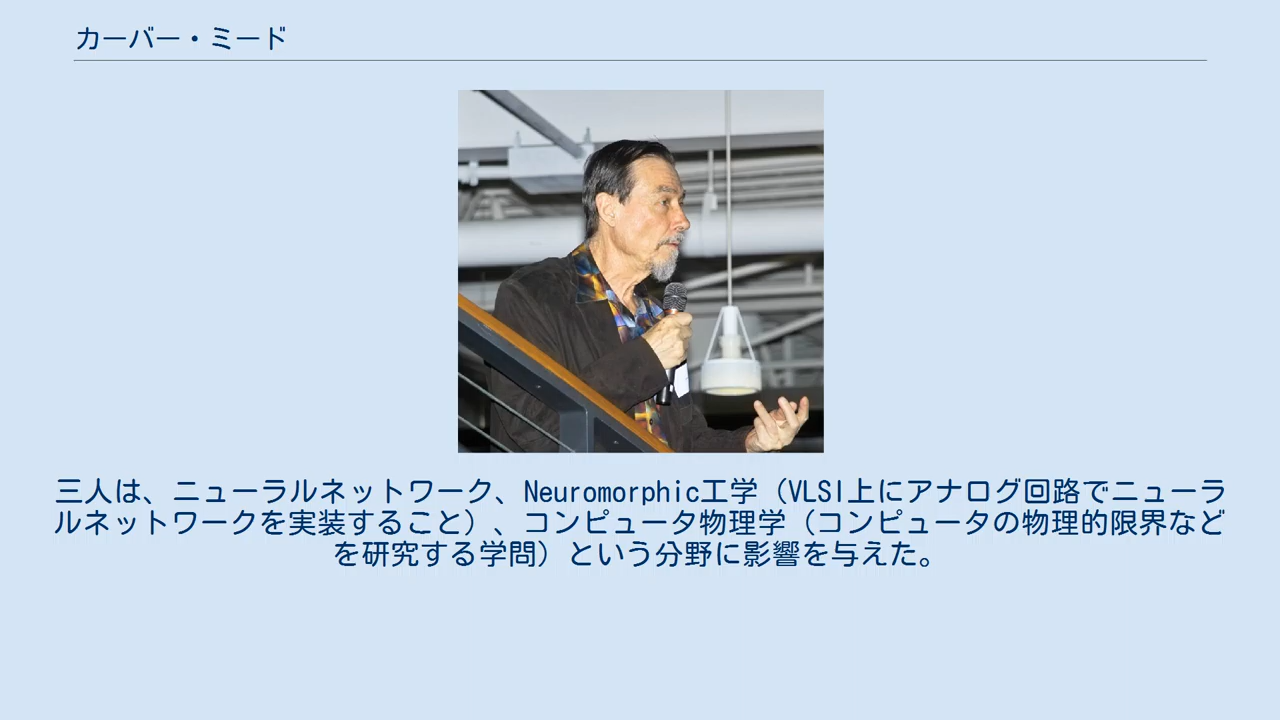 カーバー・ミード
三人は、ニューラルネットワーク、Neuromorphic工学（VLSI上にアナログ回路でニューラ
ルネットワークを実装すること）、コンピュータ物理学（コンピュータの物理的限界など
を研究する学問）という分野に影響を与えた。